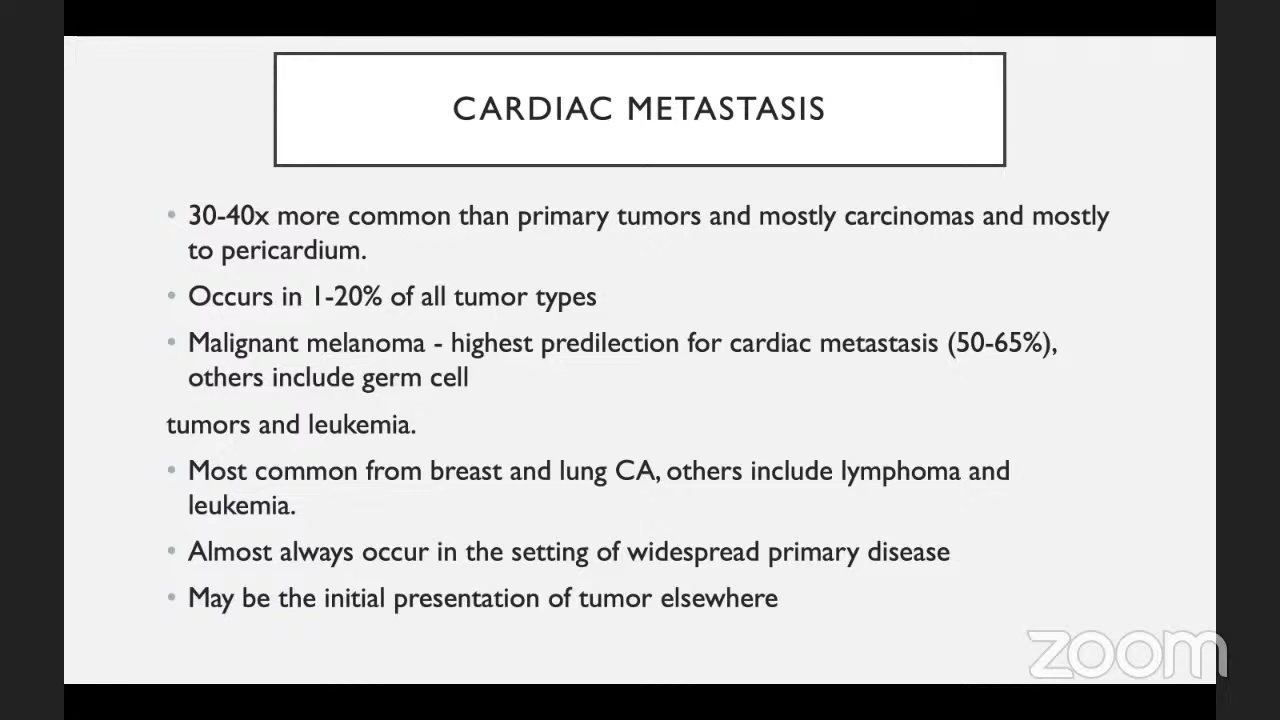 CARDIAC METASTASIS
• 30-40x more common than primary tumors and mostly carcinomas and mostly
to pericardium.
• Occurs in 1-20% of all tumor types
• Malignant melanoma - highest predilection for cardiac metastasis (50-65%),
others include germ cell
tumors and leukemia.
• Most common from breast and lung CA, others include lymphoma and
leukemia.
• Almost always occur in the setting of widespread primary disease
• May be the initial presentation of tumor elsewhere
zoom